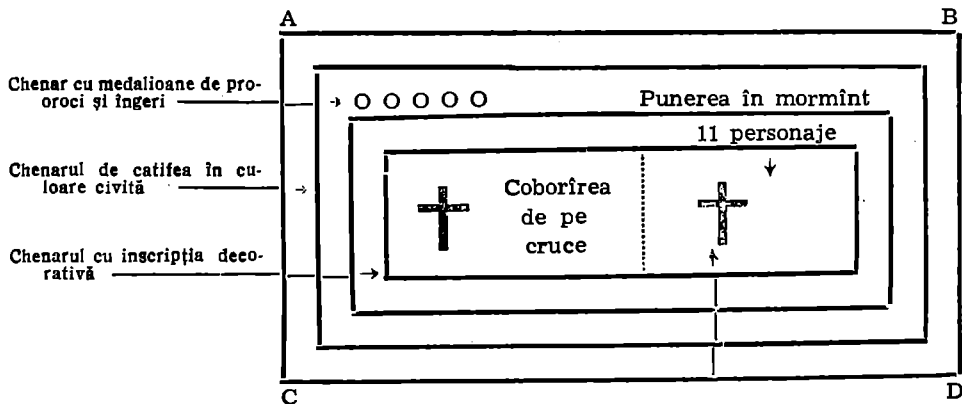 A
B
Chenar cu medalioane de pro-
oroci și îngeri
O O O O O
Punerea în mormînt
11 personaje
Chenarul de catifea în cu-
loare civită
Coborîrea
de pe
cruce
Chenarul cu inscripția deco-
rativă
C
D